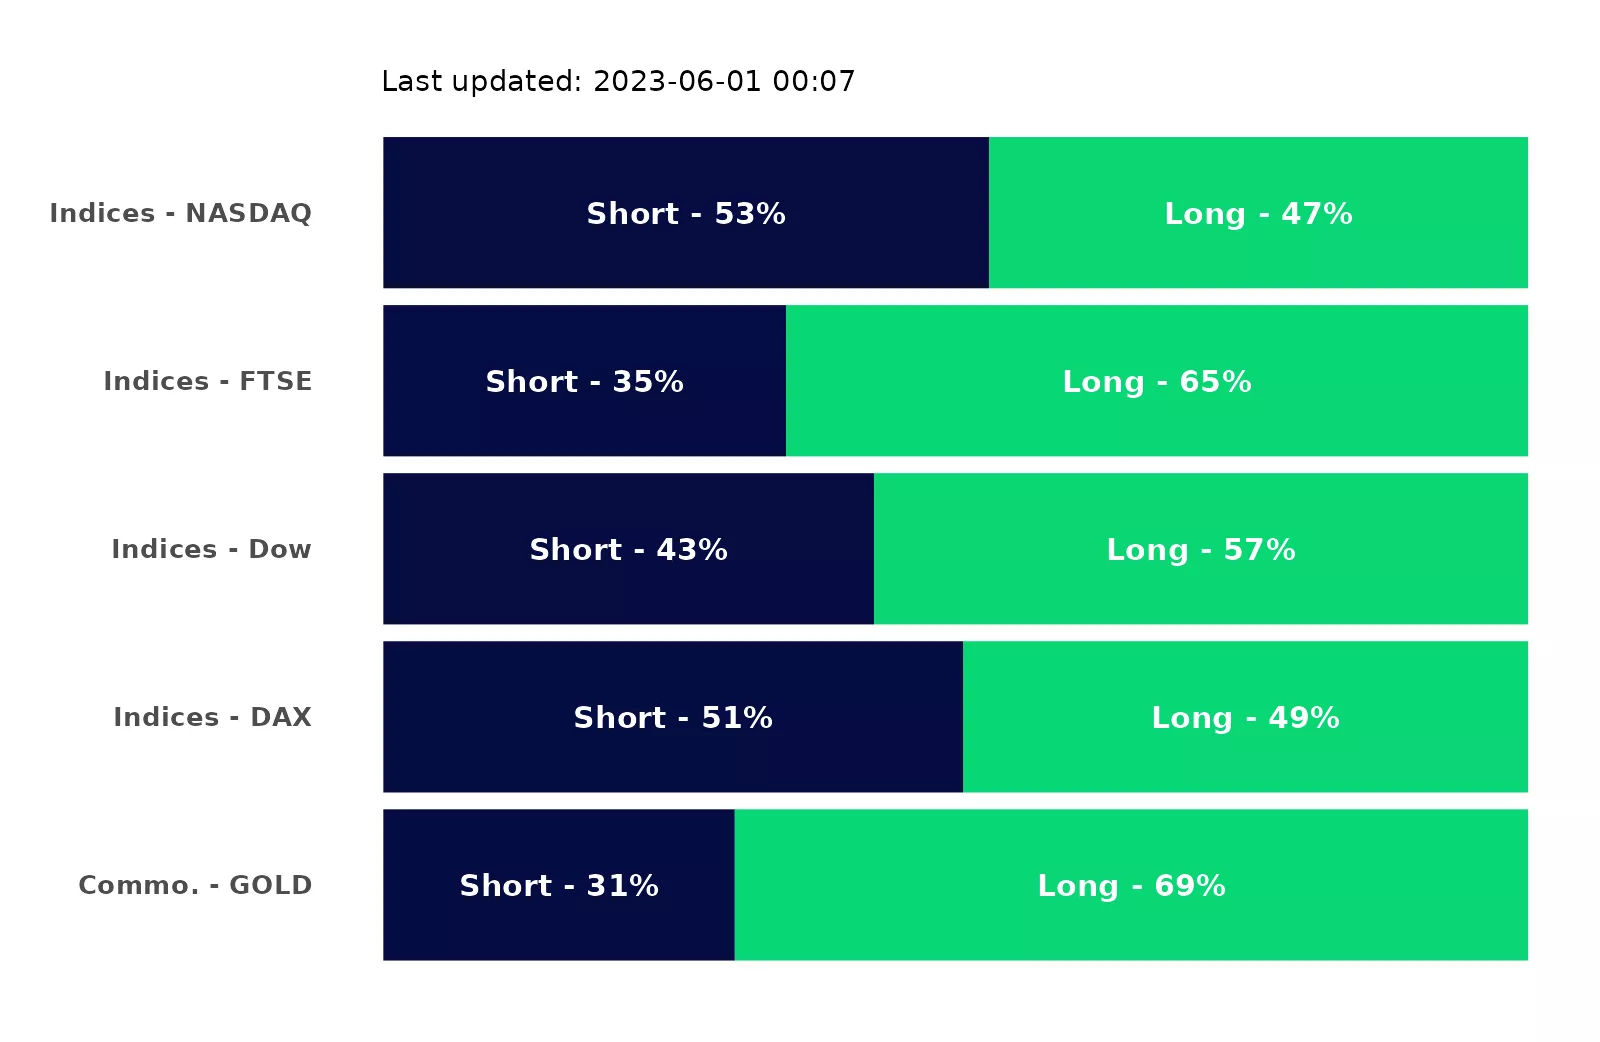 Last updated: 2023-06-01 00:07
Indices - NASDAQ Short - 53% Long - 47%
Indices - FTSE Short - 35% Long - 65%
Indices - Dow Short - 43% Long - 57%
Indices - DAX Short - 51% Long - 49%
Commo. - GOLD Short - 31% Long - 69%